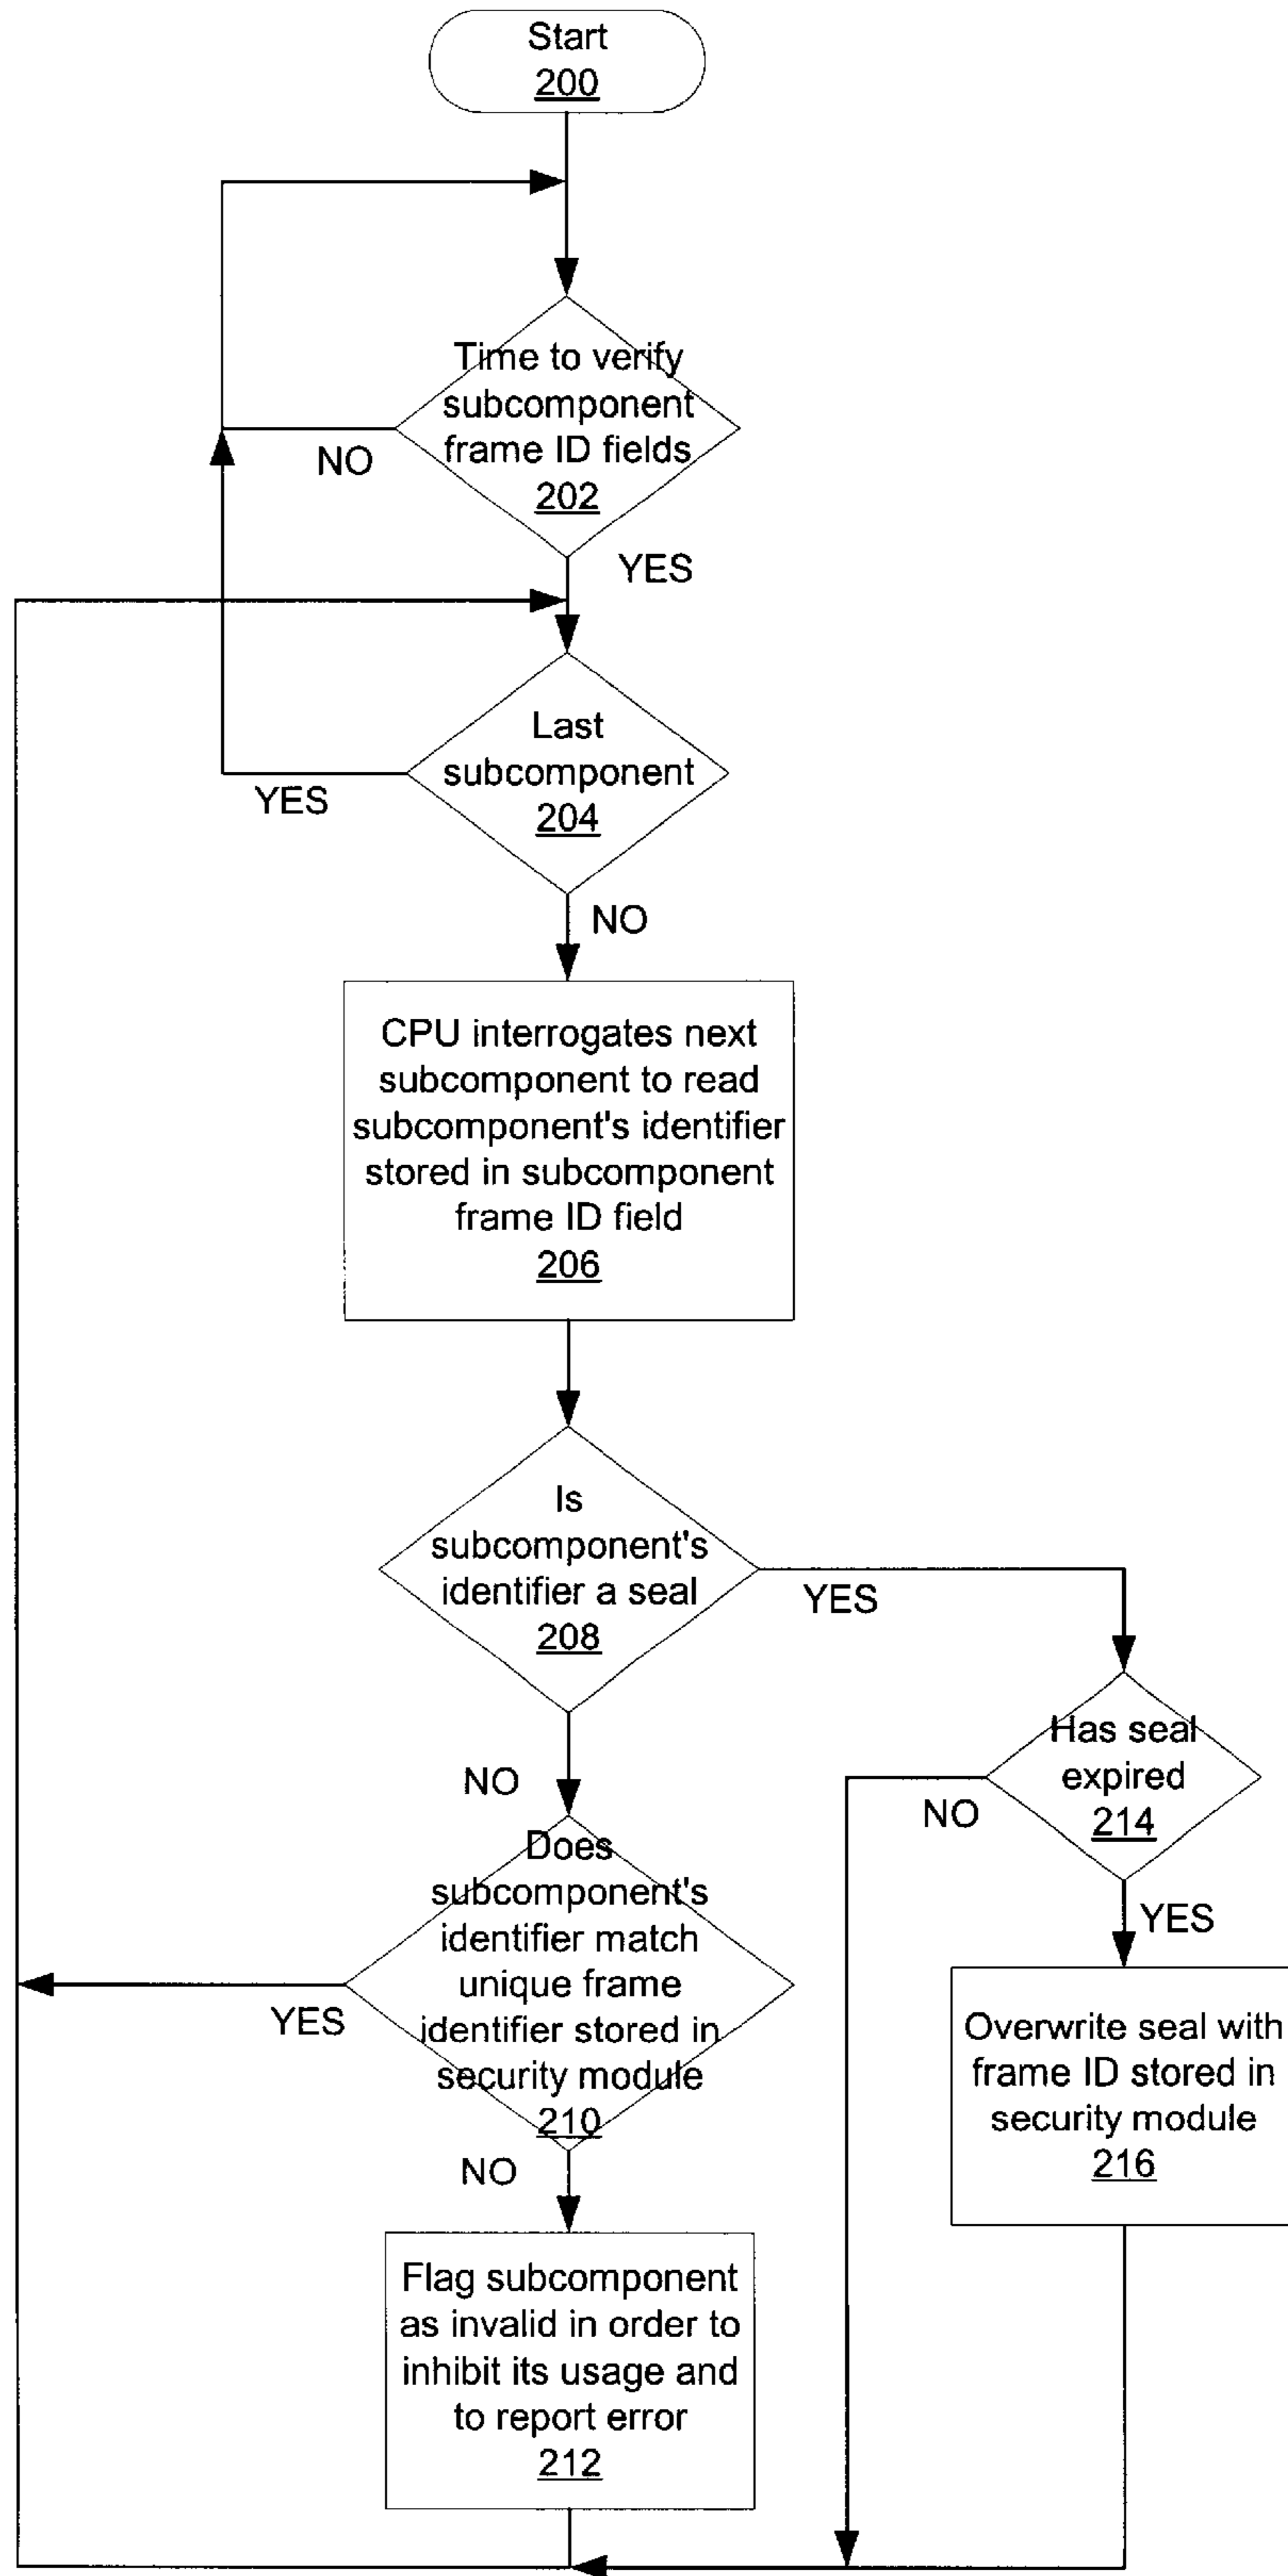 Start
200
Time to verify
subcomponent
frame ID fields
202
NO
YES
Last
subcomponent
204
YES
NO
CPU interrogates next
subcomponent to read
subcomponent's identifier
stored in subcomponent
frame ID field
206
Is
subcomponent's
identifier a seal
208
YES
NO
Has seal
expired
214
NO
YES
Does
subcomponent's
identifier match
unique frame
identifier stored in
security module
210
YES
NO
Overwrite seal with
frame ID stored in
security module
216
Flag subcomponent
as invalid in order to
inhibit its usage and
to report error
212